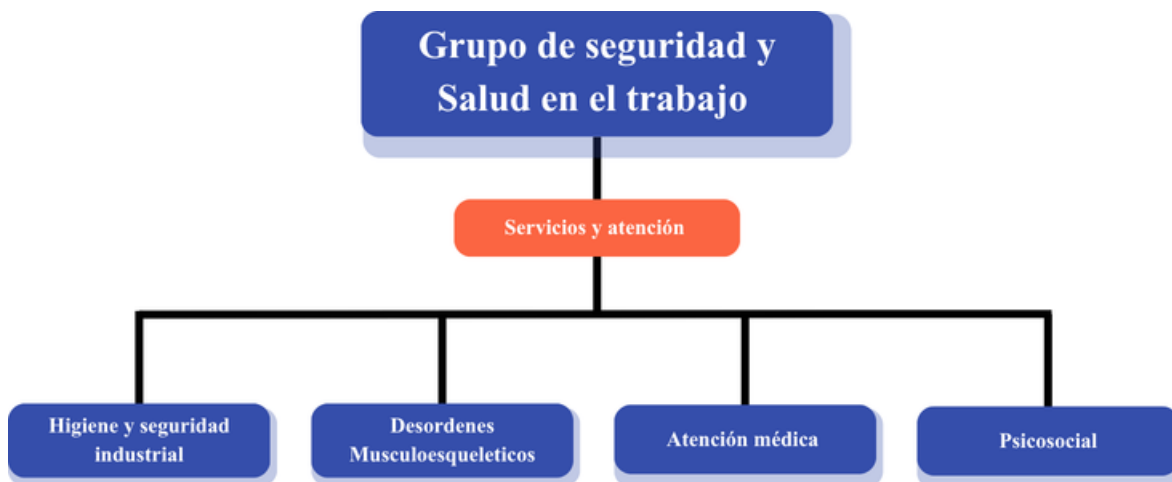 Grupo de seguridad y
Salud en el trabajo
Servicios y atención
Higiene y seguridad
industrial
Desordenes
Musculoesqueleticos
Atención médica
Psicosocial